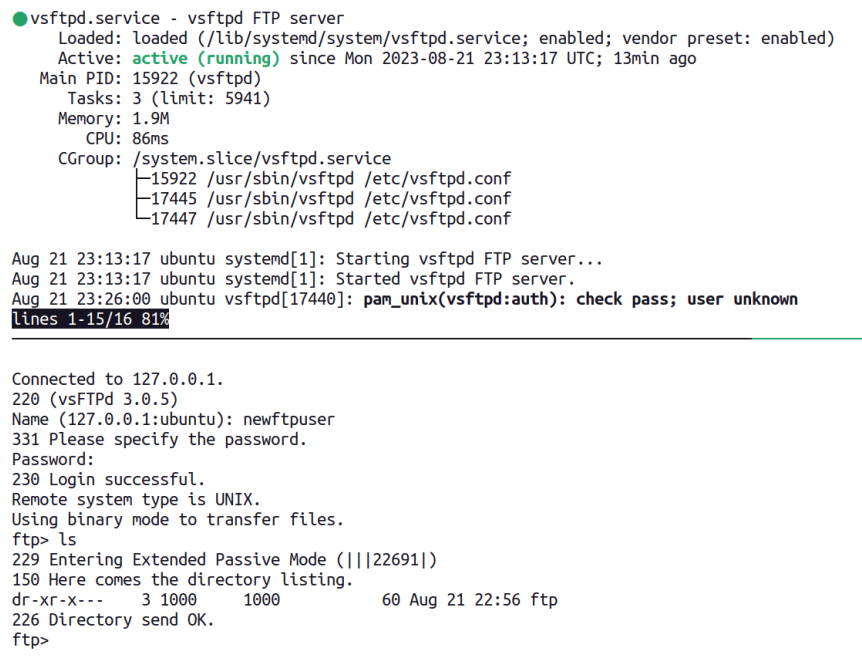 ●vsftpd.service - vsftpd FTP server
     Loaded: loaded (/lib/systemd/system/vsftpd.service; enabled; vendor preset: enabled)
     Active: active (running) since Mon 2023-08-21 23:13:17 UTC; 13min ago
   Main PID: 15922 (vsftpd)
      Tasks: 3 (limit: 5941)
     Memory: 1.9M
        CPU: 86ms
     CGroup: /system.slice/vsftpd.service
             ├─15922 /usr/sbin/vsftpd /etc/vsftpd.conf
             ├─17445 /usr/sbin/vsftpd /etc/vsftpd.conf
             └─17447 /usr/sbin/vsftpd /etc/vsftpd.conf

Aug 21 23:13:17 ubuntu systemd[1]: Starting vsftpd FTP server...
Aug 21 23:13:17 ubuntu systemd[1]: Started vsftpd FTP server.
Aug 21 23:26:00 ubuntu vsftpd[17440]: pam_unix(vsftpd:auth): check pass; user unknown
lines 1-15/16 81%

Connected to 127.0.0.1.
220 (vsFTPd 3.0.5)
Name (127.0.0.1:ubuntu): newftpuser
331 Please specify the password.
Password:
230 Login successful.
Remote system type is UNIX.
Using binary mode to transfer files.
ftp> ls
229 Entering Extended Passive Mode (|||22691|)
150 Here comes the directory listing.
dr-xr-x---    3 1000     1000           60 Aug 21 22:56 ftp
226 Directory send OK.
ftp>